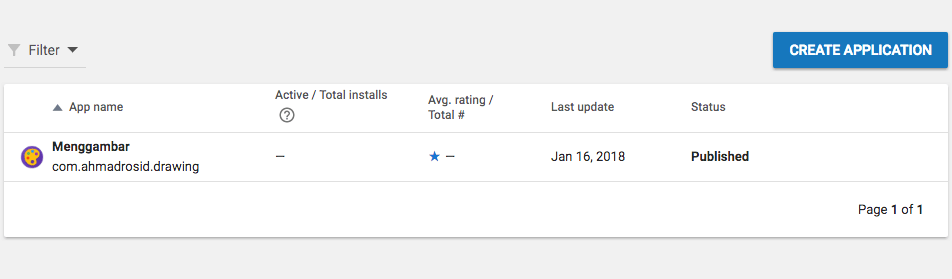 Filter
CREATE APPLICATION
App name
Active / Total installs
?
Avg. rating /
Total #
Last update
Status
Menggambar
com.ahmadrosid.drawing
—
★ —
Jan 16, 2018
Published
Page 1 of 1